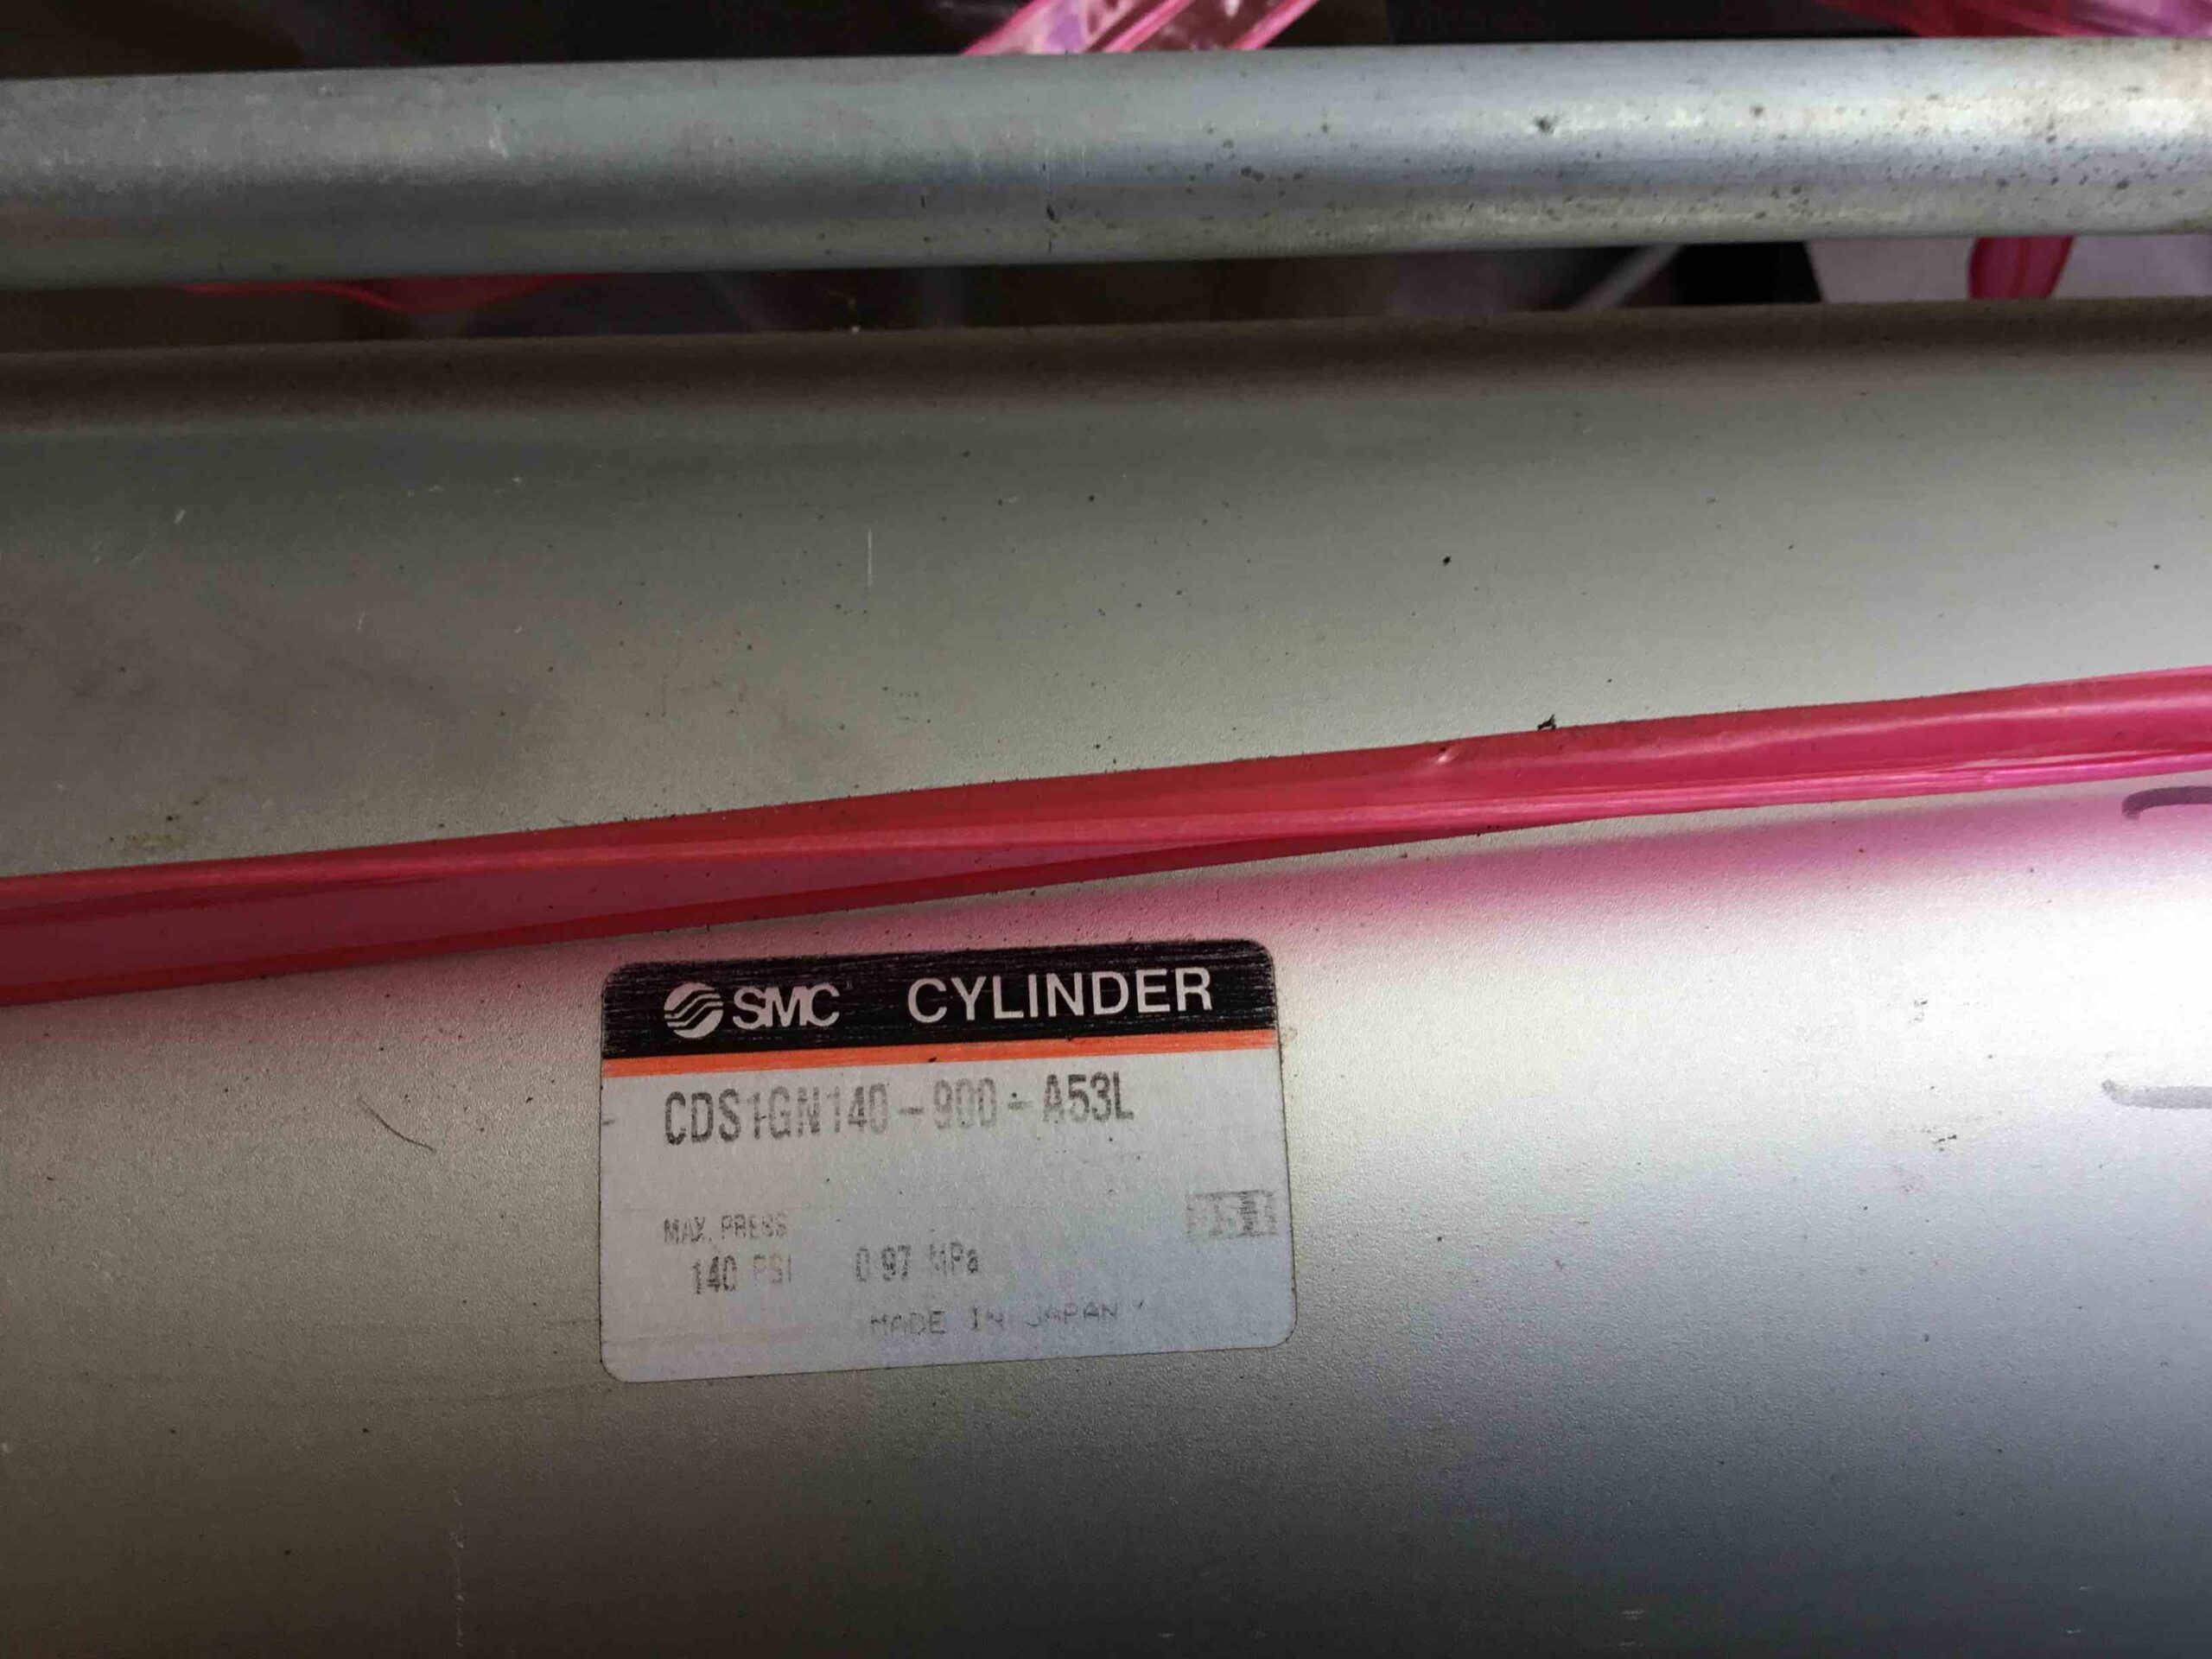 SMC CYLINDER
CDS1GN140-900-A53L
MAX. PRESS
140 PSI 0.97 MPa
MADE IN JAPAN